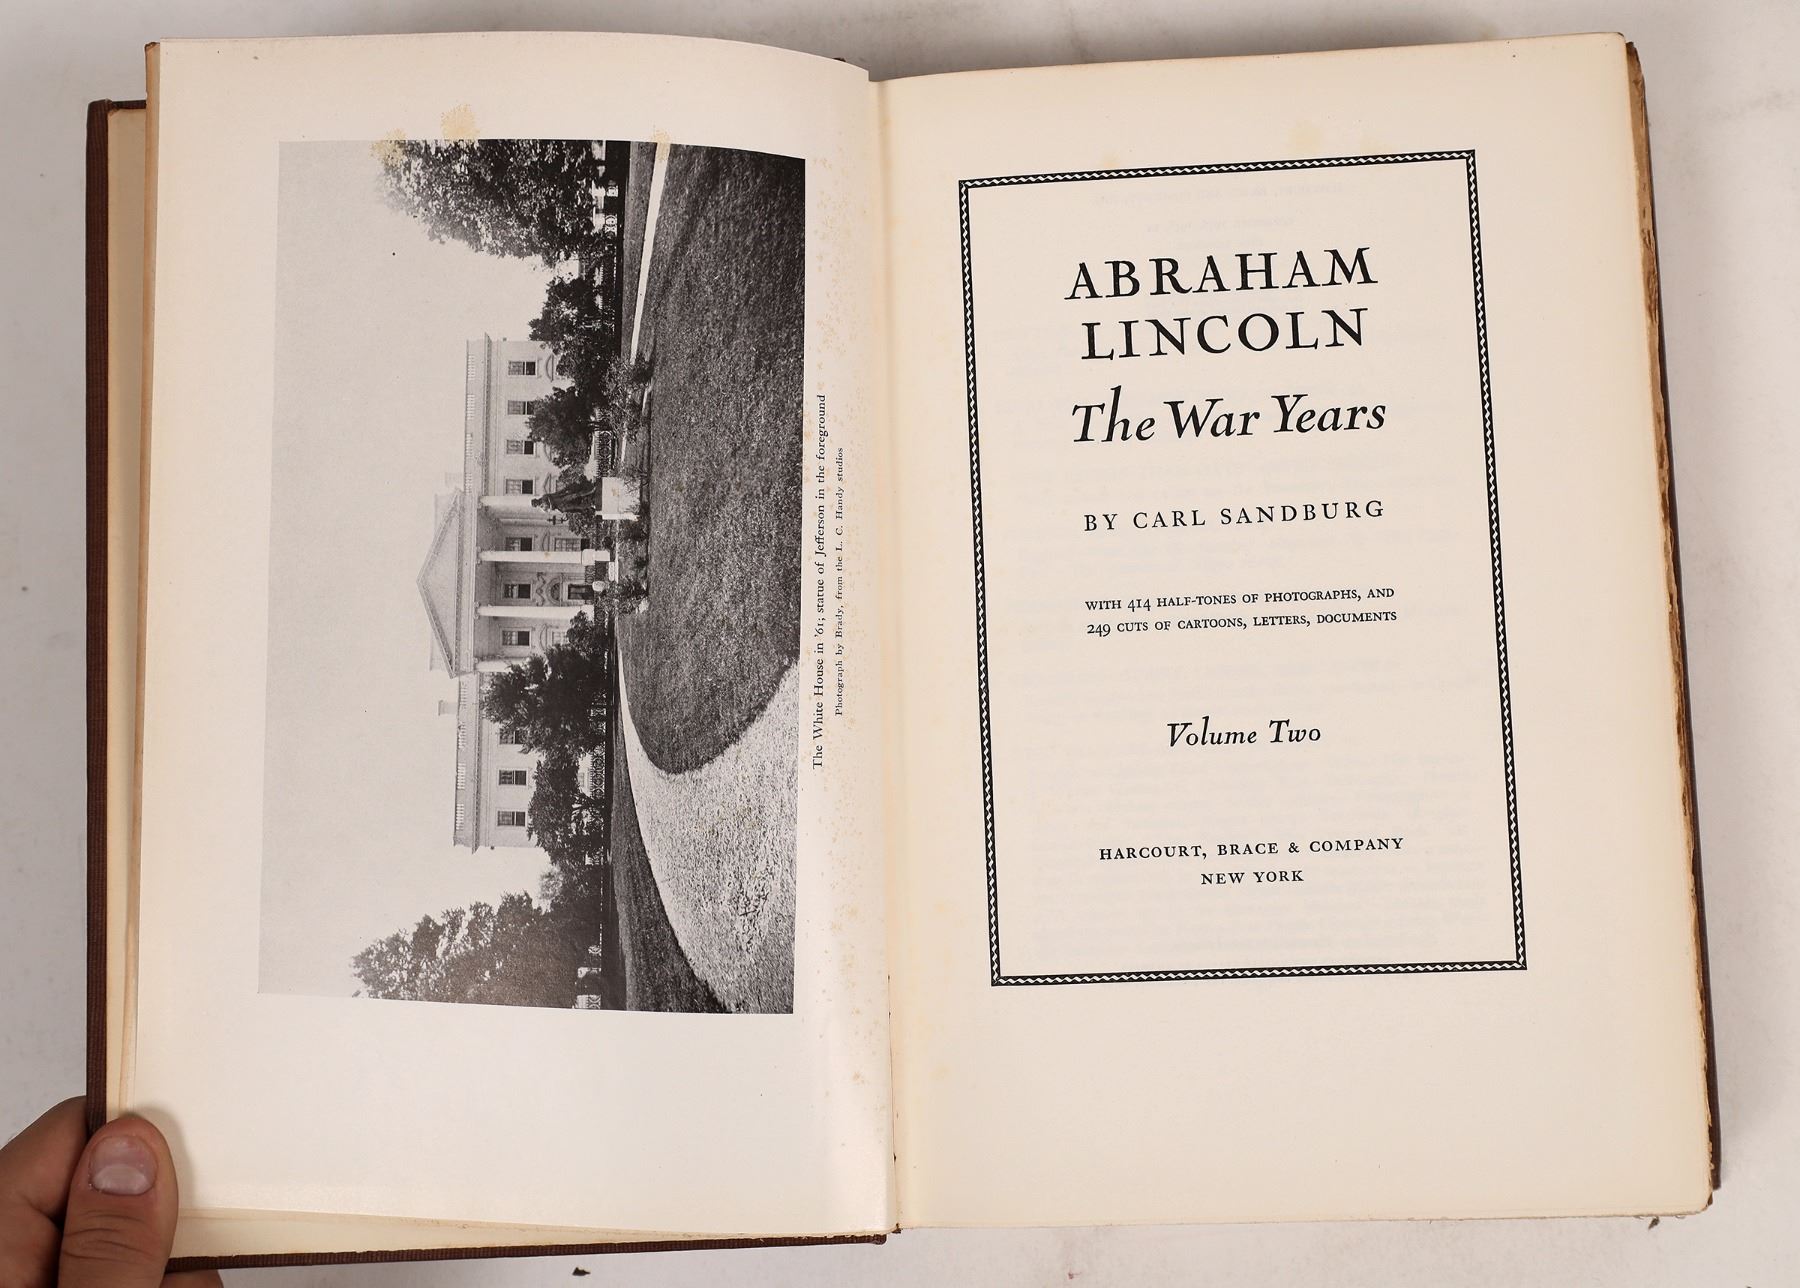 The White House in '61; statue of Jefferson in the foreground
Photograph by Brady, from the L. C. Handy studios
ABRAHAM
LINCOLN
The War Years
BY CARL SANDBURG
WITH 414 HALF-TONES OF PHOTOGRAPHS, AND
249 CUTS OF CARTOONS, LETTERS, DOCUMENTS
Volume Two
HARCOURT, BRACE & COMPANY
NEW YORK